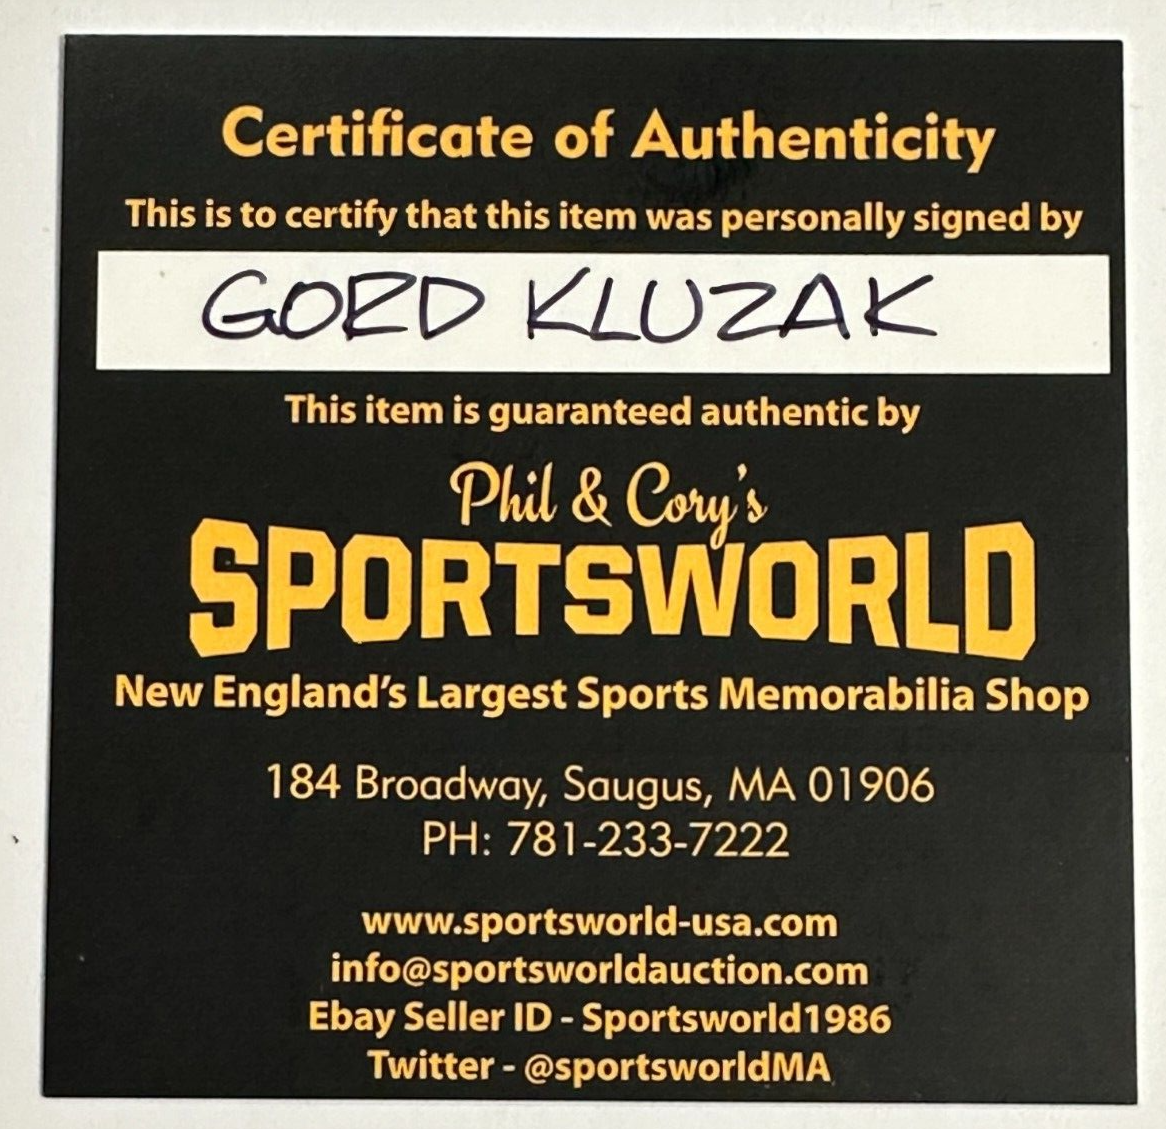 Certificate of Authenticity
This is to certify that this item was personally signed by
GORD KLUZAK
This item is guaranteed authentic by
Phil & Cory's
SPORTSWORLD
New England's Largest Sports Memorabilia Shop
184 Broadway, Saugus, MA 01906
PH: 781-233-7222
www.sportsworld-usa.com
info@sportsworldauction.com
Ebay Seller ID - Sportsworld1986
Twitter - @sportsworldMA